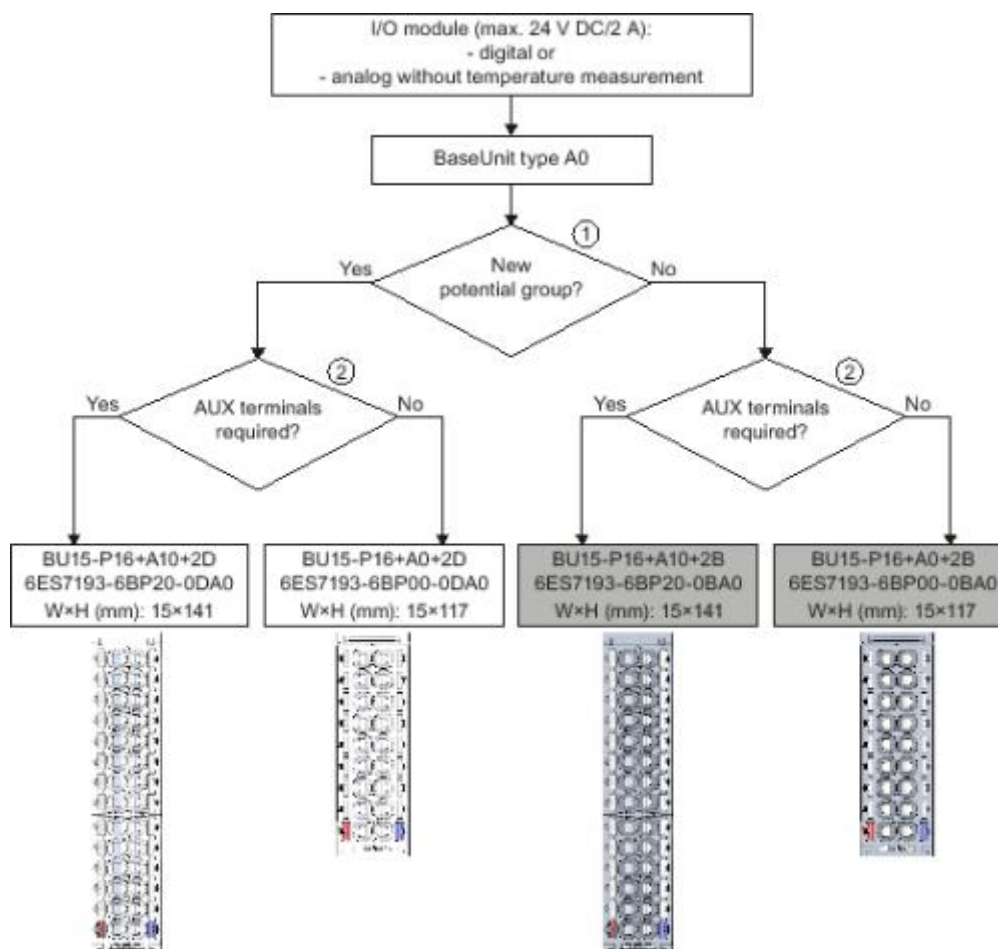 I/O module (max. 24 V DC/2 A):
- digital or
- analog without temperature measurement
BaseUnit type A0
1
New
potential group?
Yes
No
2
AUX terminals
required?
Yes
No
2
AUX terminals
required?
Yes
No
BU15-P16+A10+2D
6ES7193-6BP20-0DA0
W×H (mm): 15×141
BU15-P16+A0+2D
6ES7193-6BP00-0DA0
W×H (mm): 15×117
BU15-P16+A10+2B
6ES7193-6BP20-0BA0
W×H (mm): 15×141
BU15-P16+A0+2B
6ES7193-6BP00-0BA0
W×H (mm): 15×117